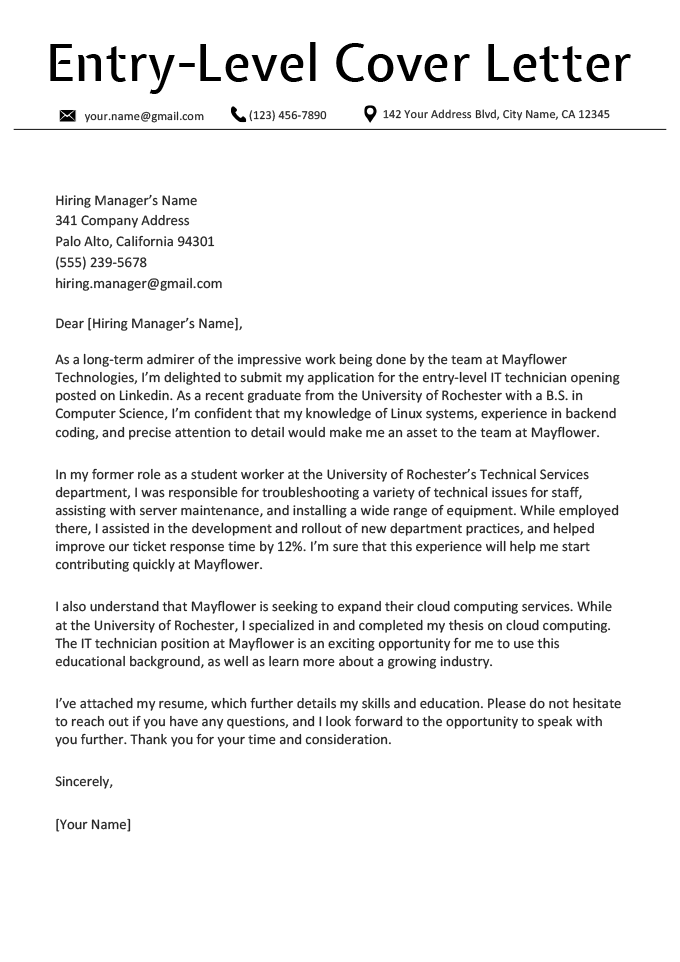 Entry-Level Cover Letter
your.name@gmail.com (123) 456-7890 142 Your Address Blvd, City Name, CA 12345
Hiring Manager’s Name
341 Company Address
Palo Alto, California 94301
(555) 239-5678
hiring.manager@gmail.com
Dear [Hiring Manager’s Name],
As a long-term admirer of the impressive work being done by the team at Mayflower
Technologies, I’m delighted to submit my application for the entry-level IT technician opening
posted on Linkedin. As a recent graduate from the University of Rochester with a B.S. in
Computer Science, I’m confident that my knowledge of Linux systems, experience in backend
coding, and precise attention to detail would make me an asset to the team at Mayflower.
In my former role as a student worker at the University of Rochester’s Technical Services
department, I was responsible for troubleshooting a variety of technical issues for staff,
assisting with server maintenance, and installing a wide range of equipment. While employed
there, I assisted in the development and rollout of new department practices, and helped
improve our ticket response time by 12%. I’m sure that this experience will help me start
contributing quickly at Mayflower.
I also understand that Mayflower is seeking to expand their cloud computing services. While
at the University of Rochester, I specialized in and completed my thesis on cloud computing.
The IT technician position at Mayflower is an exciting opportunity for me to use this
educational background, as well as learn more about a growing industry.
I’ve attached my resume, which further details my skills and education. Please do not hesitate
to reach out if you have any questions, and I look forward to the opportunity to speak with
you further. Thank you for your time and consideration.
Sincerely,
[Your Name]